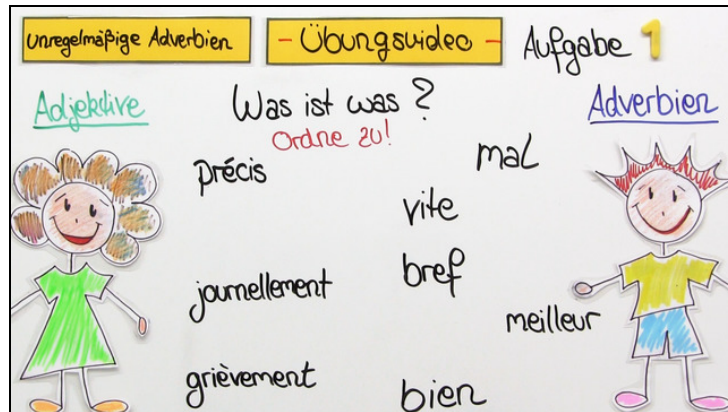 unregelmäßige Adverbien
- Übungsvideo -
Aufgabe 1
Adjektive
Was ist was?
Adverbien
Ordne zu!
précis
mal
vite
bref
journellement
meilleur
grièvement
bien